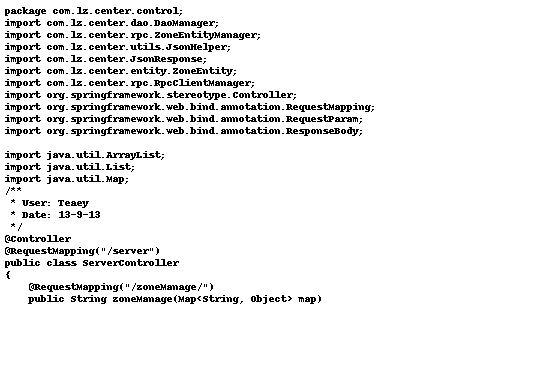 package com.lz.center.control;
import com.lz.center.dao.DaoManager;
import com.lz.center.rpc.ZoneEntityManager;
import com.lz.center.utils.JsonHelper;
import com.lz.center.JsonResponse;
import com.lz.center.entity.ZoneEntity;
import com.lz.center.rpc.RpcClientManager;
import org.springframework.stereotype.Controller;
import org.springframework.web.bind.annotation.RequestMapping;
import org.springframework.web.bind.annotation.RequestParam;
import org.springframework.web.bind.annotation.ResponseBody;

import java.util.ArrayList;
import java.util.List;
import java.util.Map;
/**
 * User: Teaey
 * Date: 13-9-13
 */
@Controller
@RequestMapping("/server")
public class ServerController
{
    @RequestMapping("/zoneManage/")
    public String zoneManage(Map<String, Object> map)